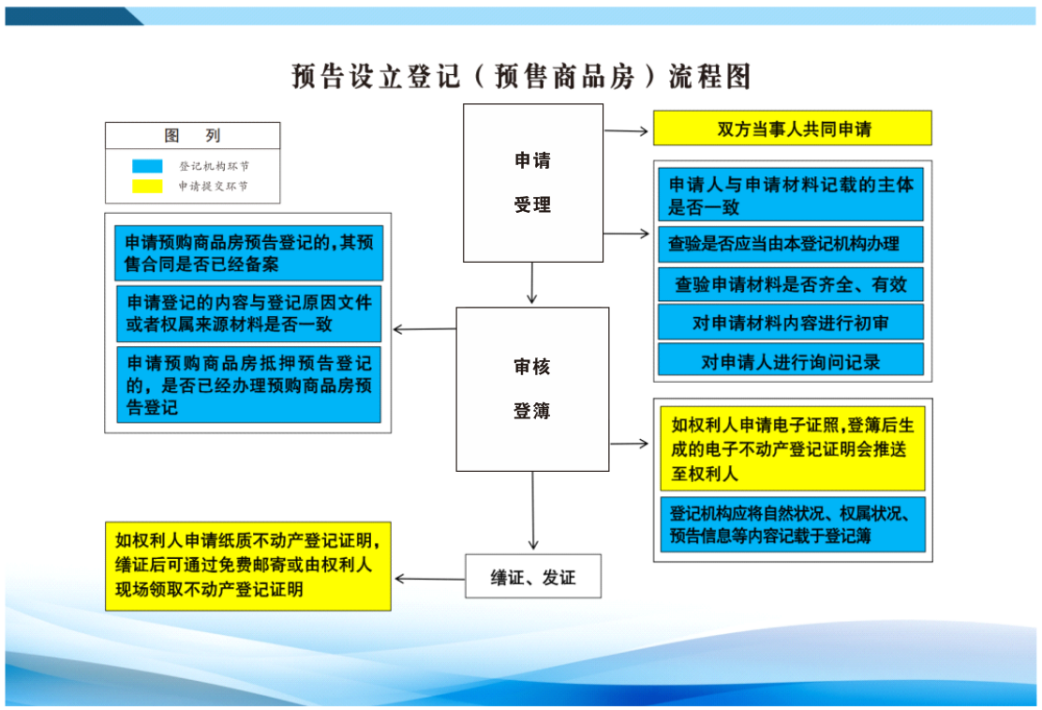 预告设立登记（预售商品房）流程图
图 列
登记机构环节
申请提交环节
申请
受理
双方当事人共同申请
申请人与申请材料记载的主体
是否一致
查验是否应当由本登记机构办理
查验申请材料是否齐全、有效
对申请材料内容进行初审
对申请人进行询问记录
申请预购商品房预告登记的,其预
售合同是否已经备案
申请登记的内容与登记原因文件
或者权属来源材料是否一致
申请预购商品房抵押预告登记
的，是否已经办理预购商品房预
告登记
审核
登簿
如权利人申请电子证照,登簿后生
成的电子不动产登记证明会推送
至权利人
登记机构应将自然状况、权属状况、
预告信息等内容记载于登记簿
缮证、发证
如权利人申请纸质不动产登记证明,
缮证后可通过免费邮寄或由权利人
现场领取不动产登记证明